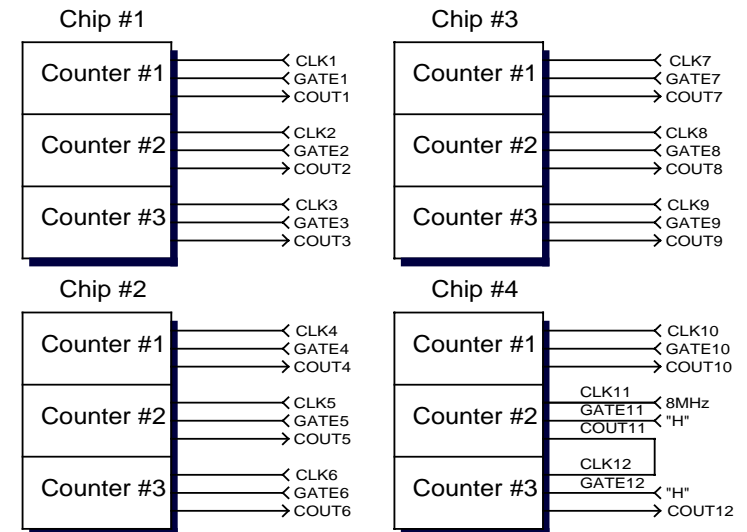 Chip #1
Counter #1
CLK1
GATE1
COUT1
Counter #2
CLK2
GATE2
COUT2
Counter #3
CLK3
GATE3
COUT3
Chip #3
Counter #1
CLK7
GATE7
COUT7
Counter #2
CLK8
GATE8
COUT8
Counter #3
CLK9
GATE9
COUT9
Chip #2
Counter #1
CLK4
GATE4
COUT4
Counter #2
CLK5
GATE5
COUT5
Counter #3
CLK6
GATE6
COUT6
Chip #4
Counter #1
CLK10
GATE10
COUT10
Counter #2
CLK11
8MHz
GATE11
"H"
COUT11
Counter #3
CLK12
GATE12
"H"
COUT12